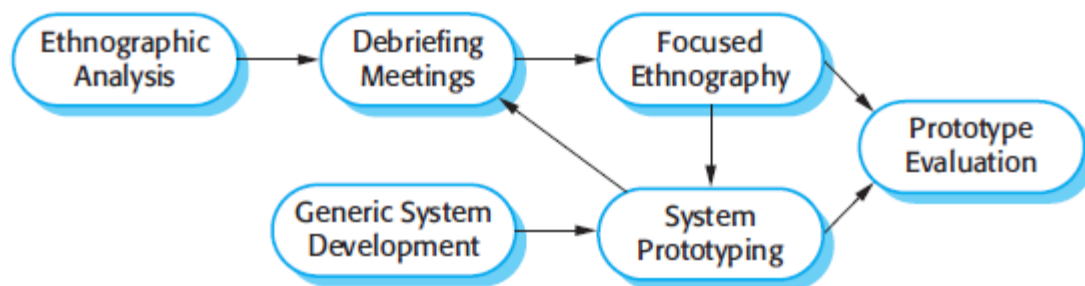 Ethnographic
Analysis
Debriefing
Meetings
Focused
Ethnography
Prototype
Evaluation
Generic System
Development
System
Prototyping